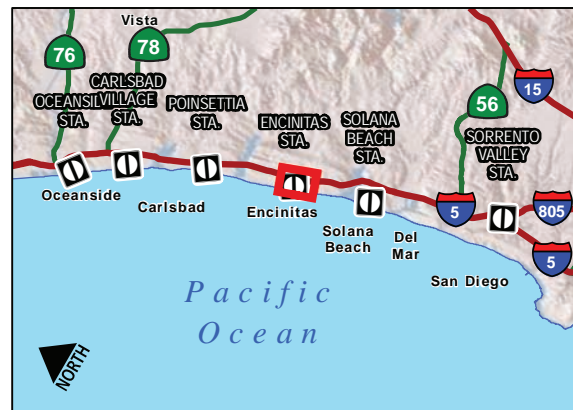 Vista
76
78
OCEANSIDE
STA.
CARLSBAD
VILLAGE
STA.
POINSETTIA
STA.
ENCINITAS
STA.
SOLANA
BEACH
STA.
56
15
SORRENTO
VALLEY
STA.
Oceanside
Carlsbad
Encinitas
Solana
Beach
Del
Mar
5
805
5
San Diego
Pacific
Ocean
NORTH